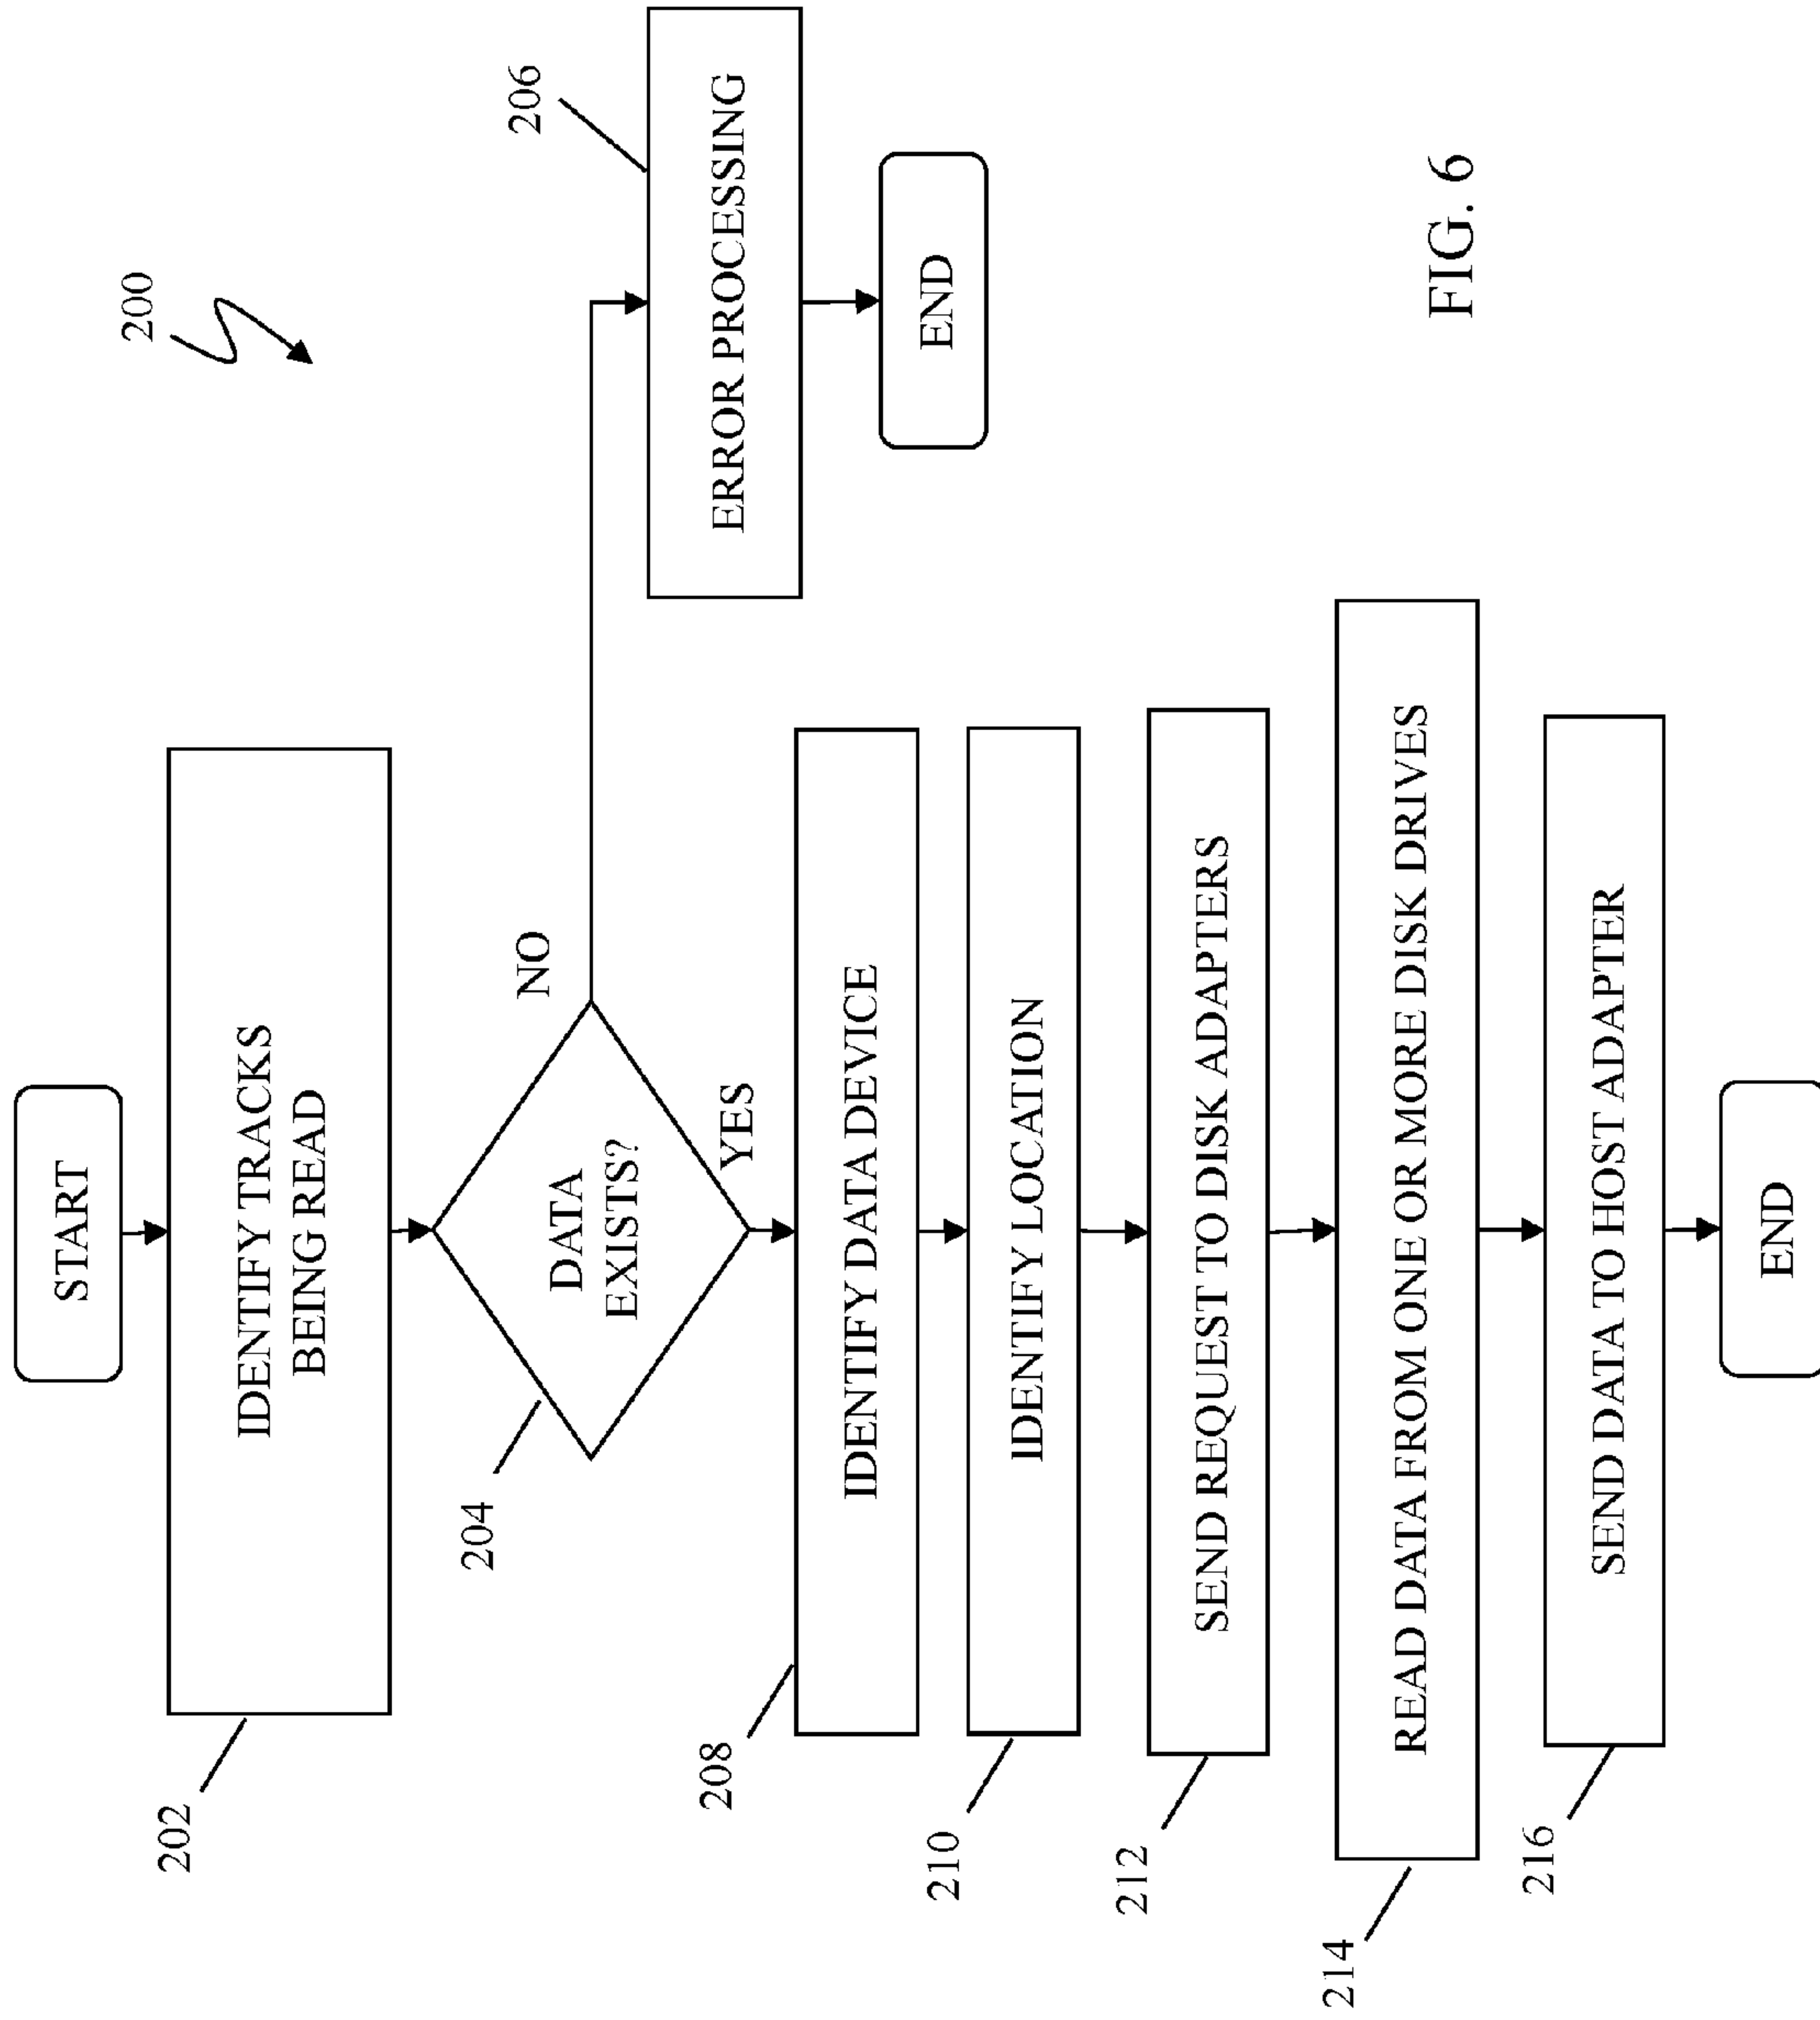 200
START
202
IDENTIFY TRACKS
BEING READ
204
DATA
EXISTS?
NO
YES
206
ERROR PROCESSING
END
208
IDENTIFY DATA DEVICE
210
IDENTIFY LOCATION
212
SEND REQUEST TO DISK ADAPTERS
214
READ DATA FROM ONE OR MORE DISK DRIVES
216
SEND DATA TO HOST ADAPTER
END
FIG. 6